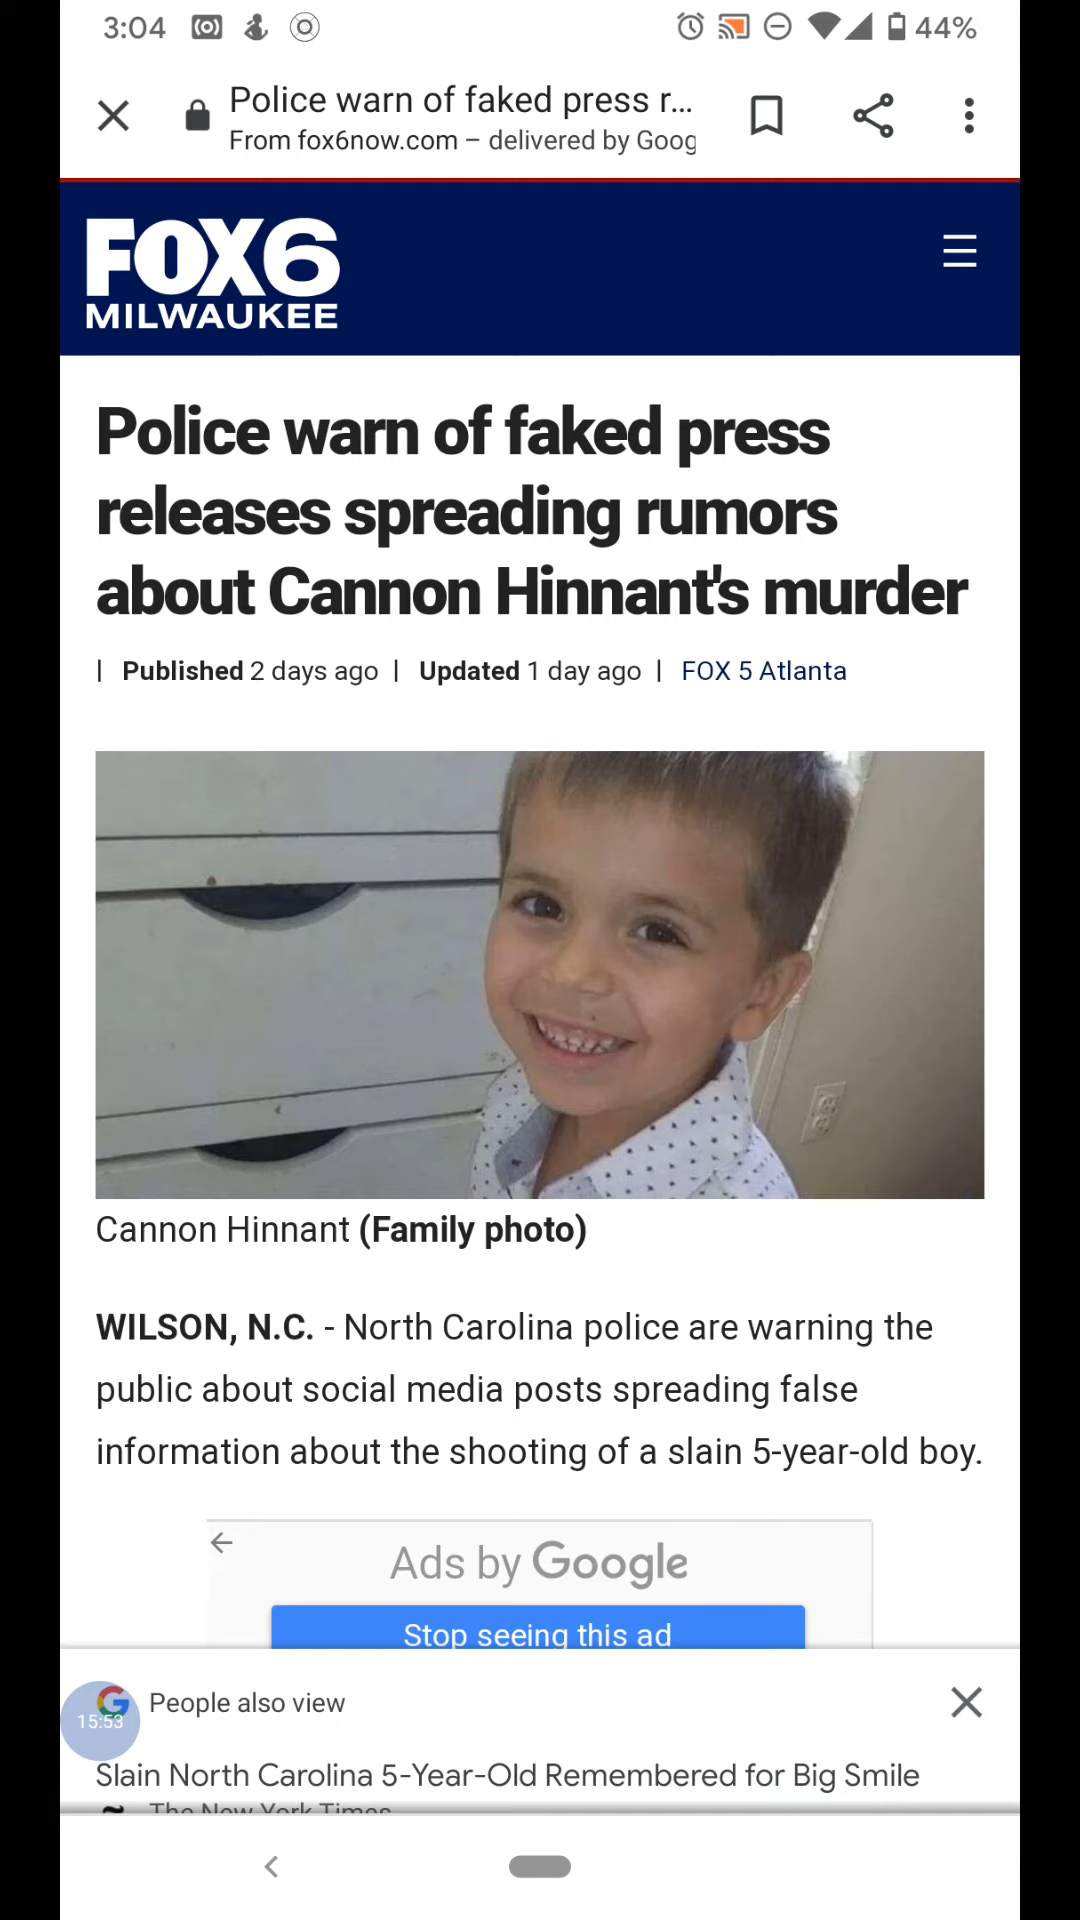 3:04
44%
Police warn of faked press r...
From fox6now.com – delivered by Goog
FOX6
MILWAUKEE
Police warn of faked press
releases spreading rumors
about Cannon Hinnant's murder
| Published 2 days ago | Updated 1 day ago | FOX 5 Atlanta
Cannon Hinnant (Family photo)
WILSON, N.C. - North Carolina police are warning the
public about social media posts spreading false
information about the shooting of a slain 5-year-old boy.
Ads by Google
Stop seeing this ad
People also view
15:53
Slain North Carolina 5-Year-Old Remembered for Big Smile
The New York Times